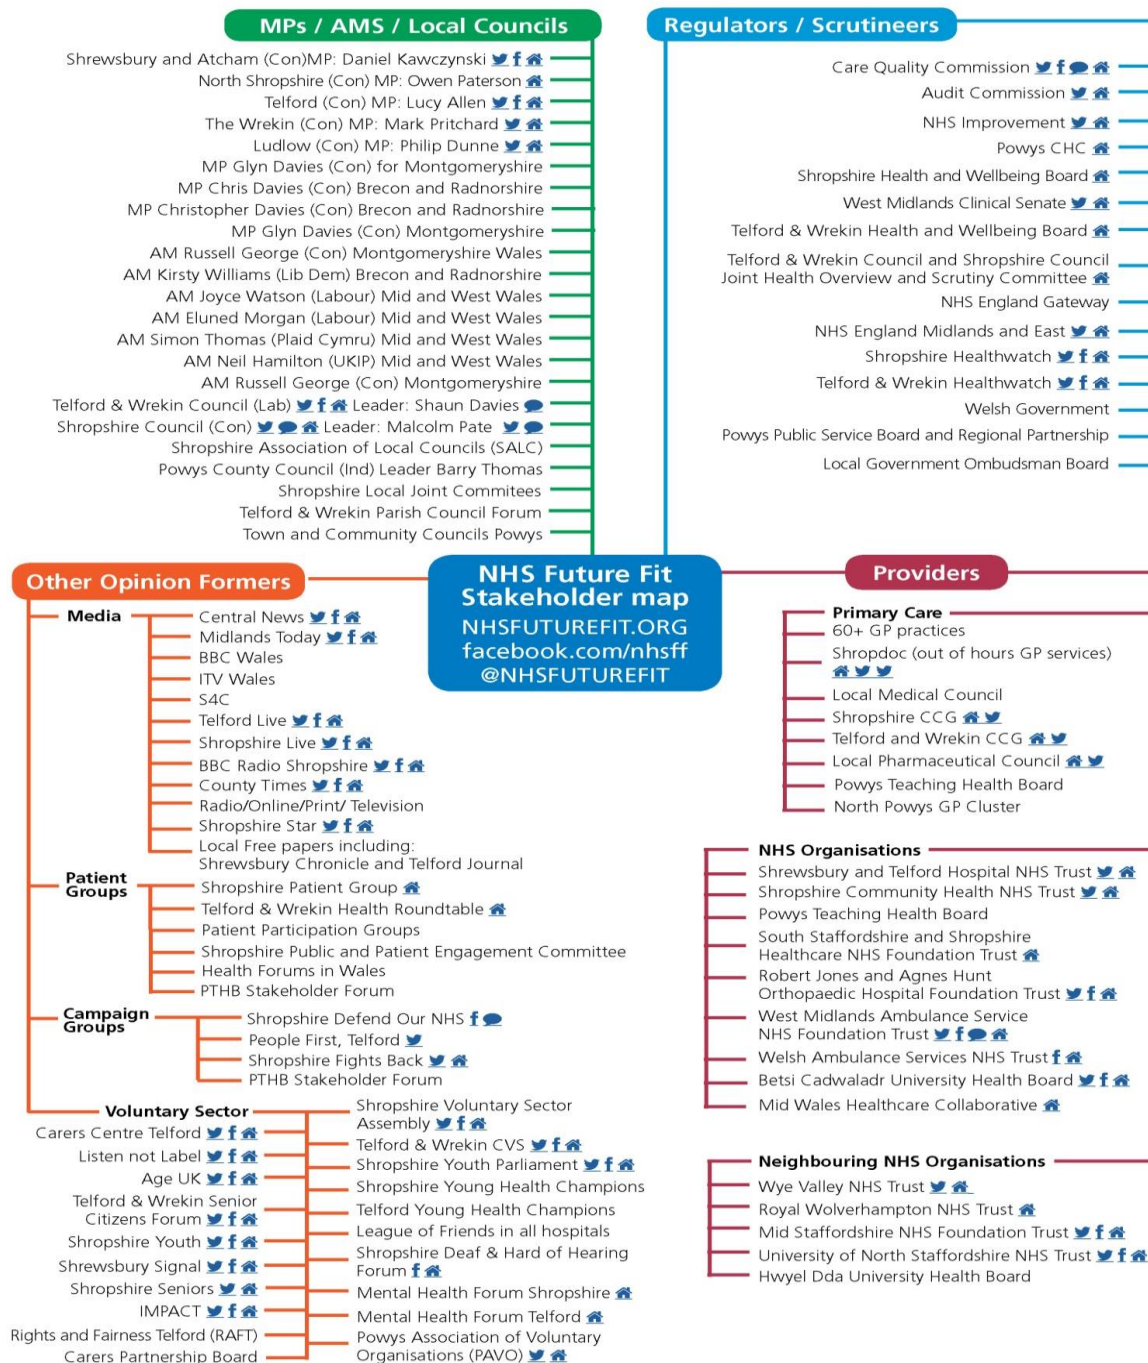 MPs / AMS / Local Councils
Shrewsbury and Atcham (Con)MP: Daniel Kawczynski
North Shropshire (Con) MP: Owen Paterson
Telford (Con) MP: Lucy Allen
The Wrekin (Con) MP: Mark Pritchard
Ludlow (Con) MP: Philip Dunne
MP Glyn Davies (Con) for Montgomeryshire
MP Chris Davies (Con) Brecon and Radnorshire
MP Christopher Davies (Con) Brecon and Radnorshire
MP Glyn Davies (Con) Montgomeryshire
AM Russell George (Con) Montgomeryshire Wales
AM Kirsty Williams (Lib Dem) Brecon and Radnorshire
AM Joyce Watson (Labour) Mid and West Wales
AM Eluned Morgan (Labour) Mid and West Wales
AM Simon Thomas (Plaid Cymru) Mid and West Wales
AM Neil Hamilton (UKIP) Mid and West Wales
AM Russell George (Con) Montgomeryshire
Telford & Wrekin Council (Lab) Leader: Shaun Davies
Shropshire Council (Con) Leader: Malcolm Pate
Shropshire Association of Local Councils (SALC)
Powys County Council (Ind) Leader Barry Thomas
Shropshire Local Joint Commitees
Telford & Wrekin Parish Council Forum
Town and Community Councils Powys
Regulators / Scrutineers
Care Quality Commission
Audit Commission
NHS Improvement
Powys CHC
Shropshire Health and Wellbeing Board
West Midlands Clinical Senate
Telford & Wrekin Health and Wellbeing Board
Telford & Wrekin Council and Shropshire Council
Joint Health Overview and Scrutiny Committee
NHS England Gateway
NHS England Midlands and East
Shropshire Healthwatch
Telford & Wrekin Healthwatch
Welsh Government
Powys Public Service Board and Regional Partnership
Local Government Ombudsman Board
NHS Future Fit
Stakeholder map
NHSFUTUREFIT.ORG
facebook.com/nhsff
@NHSFUTUREFIT
Other Opinion Formers
Media
Central News
Midlands Today
BBC Wales
ITV Wales
S4C
Telford Live
Shropshire Live
BBC Radio Shropshire
County Times
Radio/Online/Print/ Television
Shropshire Star
Local Free papers including:
Shrewsbury Chronicle and Telford Journal
Patient
Groups
Shropshire Patient Group
Telford & Wrekin Health Roundtable
Patient Participation Groups
Shropshire Public and Patient Engagement Committee
Health Forums in Wales
PTHB Stakeholder Forum
Campaign
Groups
Shropshire Defend Our NHS
People First, Telford
Shropshire Fights Back
PTHB Stakeholder Forum
Voluntary Sector
Carers Centre Telford
Listen not Label
Age UK
Telford & Wrekin Senior
Citizens Forum
Shropshire Youth
Shrewsbury Signal
Shropshire Seniors
IMPACT
Rights and Fairness Telford (RAFT)
Carers Partnership Board
Shropshire Voluntary Sector
Assembly
Telford & Wrekin CVS
Shropshire Youth Parliament
Shropshire Young Health Champions
Telford Young Health Champions
League of Friends in all hospitals
Shropshire Deaf & Hard of Hearing
Forum
Mental Health Forum Shropshire
Mental Health Forum Telford
Powys Association of Voluntary
Organisations (PAVO)
Providers
Primary Care
60+ GP practices
Shropdoc (out of hours GP services)
Local Medical Council
Shropshire CCG
Telford and Wrekin CCG
Local Pharmaceutical Council
Powys Teaching Health Board
North Powys GP Cluster
NHS Organisations
Shrewsbury and Telford Hospital NHS Trust
Shropshire Community Health NHS Trust
Powys Teaching Health Board
South Staffordshire and Shropshire
Healthcare NHS Foundation Trust
Robert Jones and Agnes Hunt
Orthopaedic Hospital Foundation Trust
West Midlands Ambulance Service
NHS Foundation Trust
Welsh Ambulance Services NHS Trust
Betsi Cadwaladr University Health Board
Mid Wales Healthcare Collaborative
Neighbouring NHS Organisations
Wye Valley NHS Trust
Royal Wolverhampton NHS Trust
Mid Staffordshire NHS Foundation Trust
University of North Staffordshire NHS Trust
Hwyel Dda University Health Board